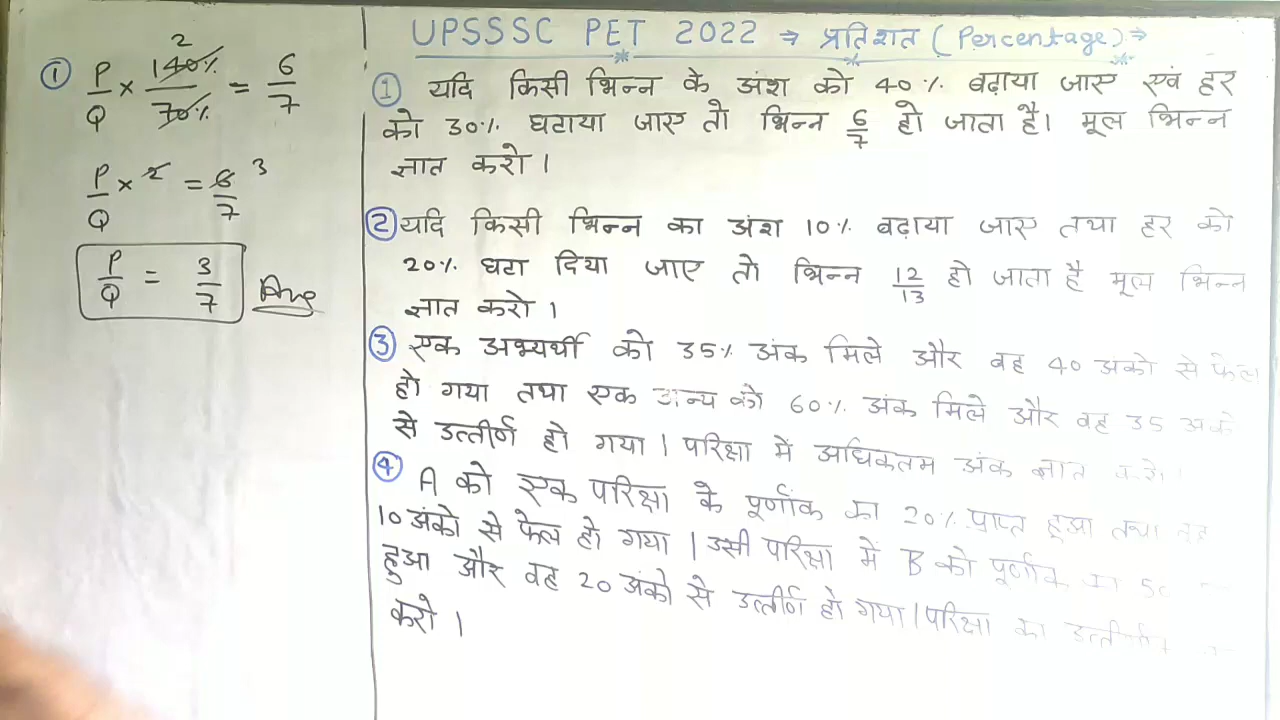 UPSSSC PET 2022 ⇒ प्रतिशत ( Percentage ) ⇒
① यदि किसी भिन्न के अंश को 40% बढ़ाया जाए एवं हर
को 30% घटाया जाए तो भिन्न 6/7 हो जाता है। मूल भिन्न
ज्ञात करो ।
② यदि किसी भिन्न का अंश 10% बढ़ाया जाए तथा हर को
20% घटा दिया जाए तो भिन्न 12/13 हो जाता है मूल भिन्न
ज्ञात करो ।
③ एक अभ्यर्थी को 35% अंक मिले और वह 40 अंको से फेल
हो गया तथा एक अन्य को 60% अंक मिले और वह 35 अंको
से उत्तीर्ण हो गया । परिक्षा में अधिकतम अंक ज्ञात करो ।
④ A को एक परिक्षा के पूर्णांक का 20% प्राप्त हुआ तथा वह
10 अंको से फेल हो गया । उसी परिक्षा में B को पूर्णांक का
हुआ और वह 20 अंको से उत्तीर्ण हो गया । परिक्षा का
करो ।
① P/Q × 140%/70% = 6/7
2
P/Q × 2 = 6/7 3
P/Q = 3/7 Ans